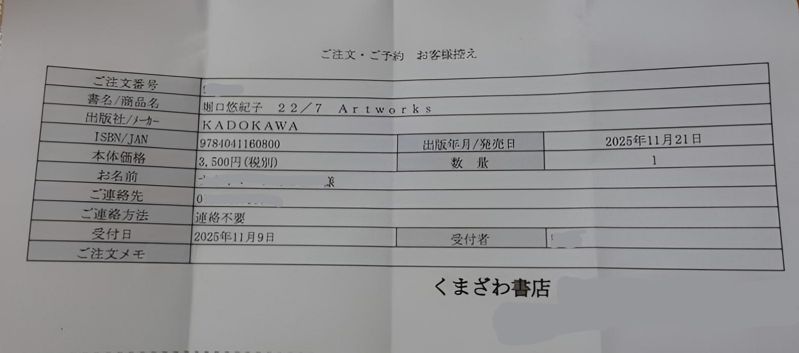 ご注文・ご予約 お客様控え
ご注文番号
書名/商品名 堀口悠紀子 22/7 Artworks
出版社/メーカー KADOKAWA
ISBN/JAN 9784041160800 出版年月/発売日 2025年11月21日
本体価格 3,500円(税別) 数 量 1
お名前 様
ご連絡先 0
ご連絡方法 連絡不要
受付日 2025年11月9日 受付者
ご注文メモ
くまざわ書店